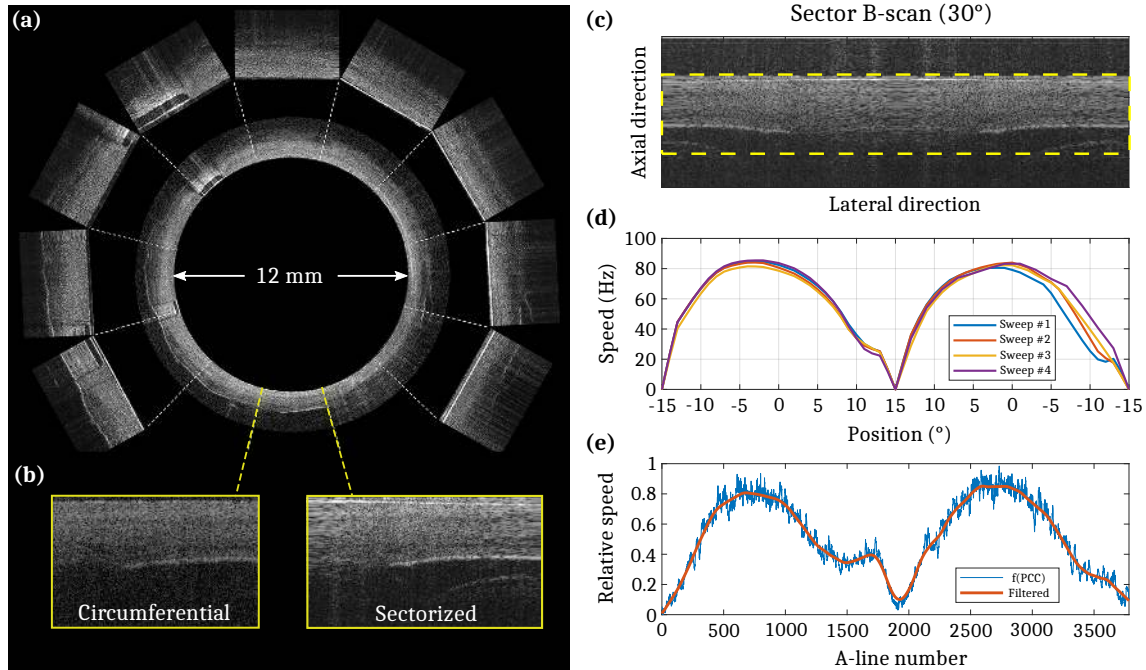 (a)
12 mm
(b)
Circumferential
Sectorized
(c)
Sector B-scan (30°)
Axial direction
Lateral direction
(d)
Speed (Hz)
100
80
60
40
20
0
Sweep #1
Sweep #2
Sweep #3
Sweep #4
-15 -10 -5 0 5 10 15 10 5 0 -5 -10 -15
Position (°)
(e)
Relative speed
1
0.8
0.6
0.4
0.2
0
f(PCC)
Filtered
0 500 1000 1500 2000 2500 3000 3500
A-line number